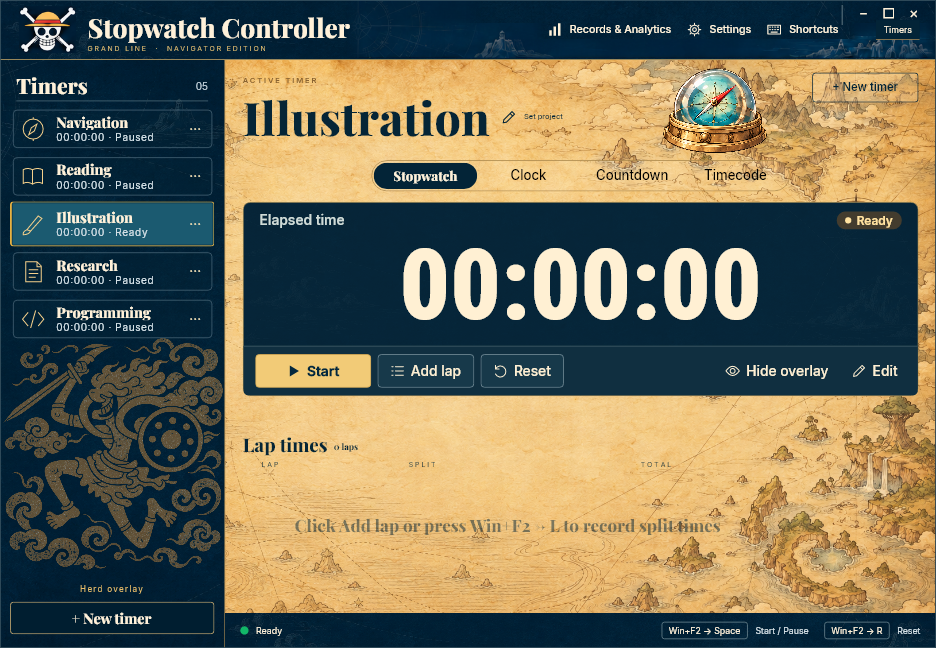 Stopwatch Controller
GRAND LINE · NAVIGATOR EDITION
Records & Analytics
Settings
Shortcuts
Timers
Timers
05
Navigation
00:00:00 · Paused
Reading
00:00:00 · Paused
Illustration
00:00:00 · Ready
Research
00:00:00 · Paused
Programming
00:00:00 · Paused
Herd overlay
+ New timer
ACTIVE TIMER
Illustration
Set project
+ New timer
Stopwatch
Clock
Countdown
Timecode
Elapsed time
Ready
00:00:00
Start
Add lap
Reset
Hide overlay
Edit
Lap times
0 laps
LAP
SPLIT
TOTAL
Click Add lap or press Win+F2 → L to record split times
Ready
Win+F2 → Space
Start / Pause
Win+F2 → R
Reset